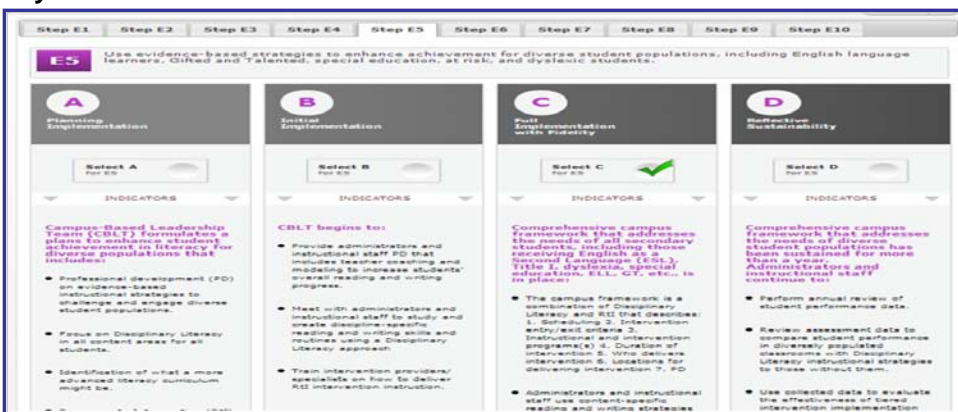 Step E1 Step E2 Step E3 Step E4 Step E5 Step E6 Step E7 Step E8 Step E9 Step E10
E5
Use evidence-based strategies to enhance achievement for diverse student populations, including English language
learners, Gifted and Talented, special education, at risk, and dyslexic students.
A
Planning
Implementation
Select A
for E5
INDICATORS
Campus-Based Leadership
Team (CBLT) formulates a
plans to enhance student
achievement in literacy for
diverse populations that
includes:
• Professional development (PD)
on evidence-based
instructional strategies to
challenge and engage diverse
student populations.
• Focus on Disciplinary Literacy
in all content areas for all
students.
• Identification of what a more
advanced literacy curriculum
might be.
B
Initial
Implementation
Select B
for E5
INDICATORS
CBLT begins to:
• Provide administrators and
instructional staff PD that
includes teacher coaching and
modeling to increase students'
overall reading and writing
progress.
• Meet with administrators and
instructional staff to study and
create discipline-specific
reading and writing skills and
routines using a Disciplinary
Literacy approach
• Train intervention providers/
specialists on how to deliver
RtI intervention instruction.
C
Full
Implementation
with Fidelity
Select C
for E5
INDICATORS
Comprehensive campus
framework that addresses
the needs of all secondary
students, including those
receiving English as a
Second Language (ESL),
Title I, dyslexia, special
education, ELL, GT, etc., is
in place:
• The campus framework is a
combination of Disciplinary
Literacy and RtI that describes:
1. Scheduling 2. Intervention
entry/exit criteria 3.
Instructional and intervention
programs(s) 4. Duration of
intervention 5. Who delivers
intervention 6. Locations for
delivering intervention 7. PD
• Administrators and instructional
staff use content-specific
reading and writing strategies
D
Reflective
Sustainability
Select D
for E5
INDICATORS
Comprehensive campus
framework that addresses
the needs of diverse
student populations has
been sustained for more
than a year.
Administrators and
instructional staff
continue to:
• Perform annual review of
student performance data.
• Review assessment data to
compare student performance
in diversely populated
classrooms with Disciplinary
Literacy instructional strategies
to those without them.
• Use collected data to evaluate
the effectiveness of tiered
intervention implementation